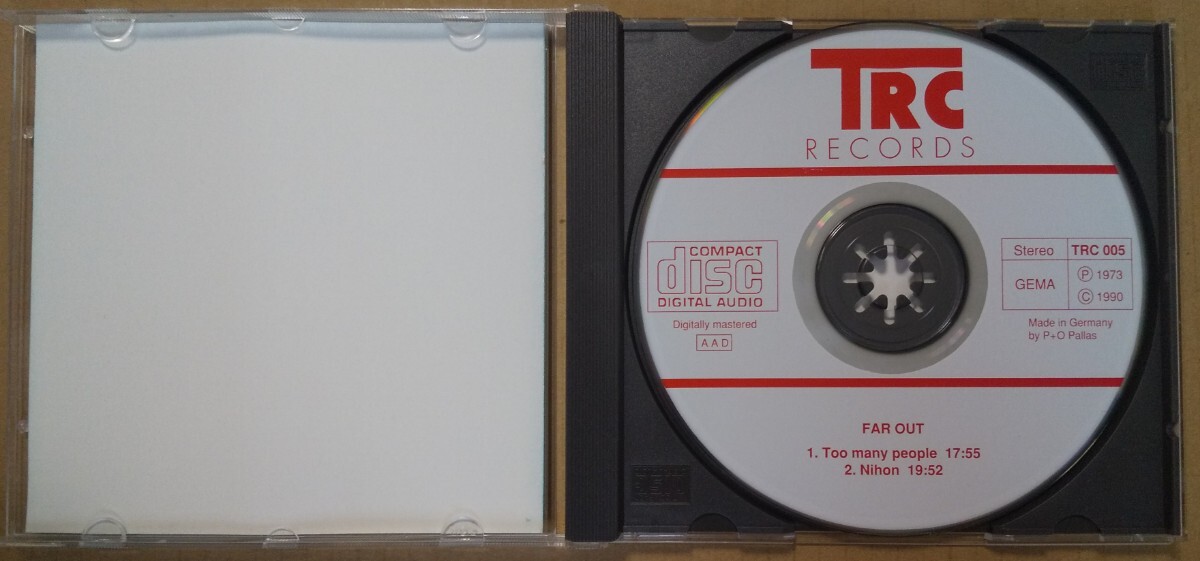 TRC
RECORDS
COMPACT
disc
DIGITAL AUDIO
Digitally mastered
AAD
Stereo TRC 005
GEMA
Ⓟ 1973
Ⓒ 1990
Made in Germany
by P+O Pallas
FAR OUT
1. Too many people 17:55
2. Nihon 19:52